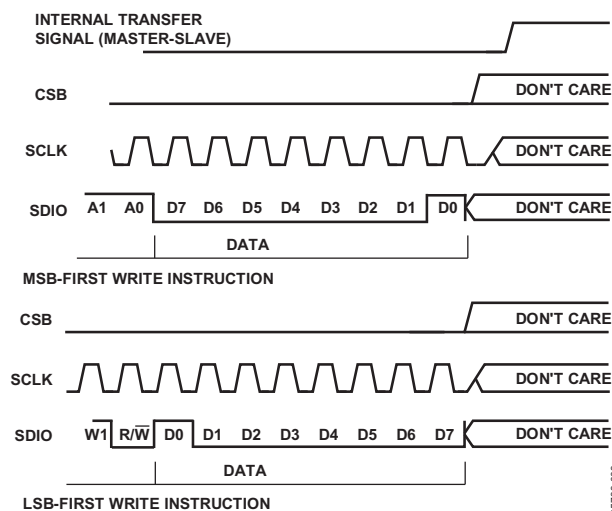 INTERNAL TRANSFER
SIGNAL (MASTER-SLAVE)
CSB DON'T CARE
SCLK DON'T CARE
SDIO A1 A0 D7 D6 D5 D4 D3 D2 D1 D0 DON'T CARE
DATA
MSB-FIRST WRITE INSTRUCTION
CSB DON'T CARE
SCLK DON'T CARE
SDIO W1 R/W̅ D0 D1 D2 D3 D4 D5 D6 D7 DON'T CARE
DATA
LSB-FIRST WRITE INSTRUCTION